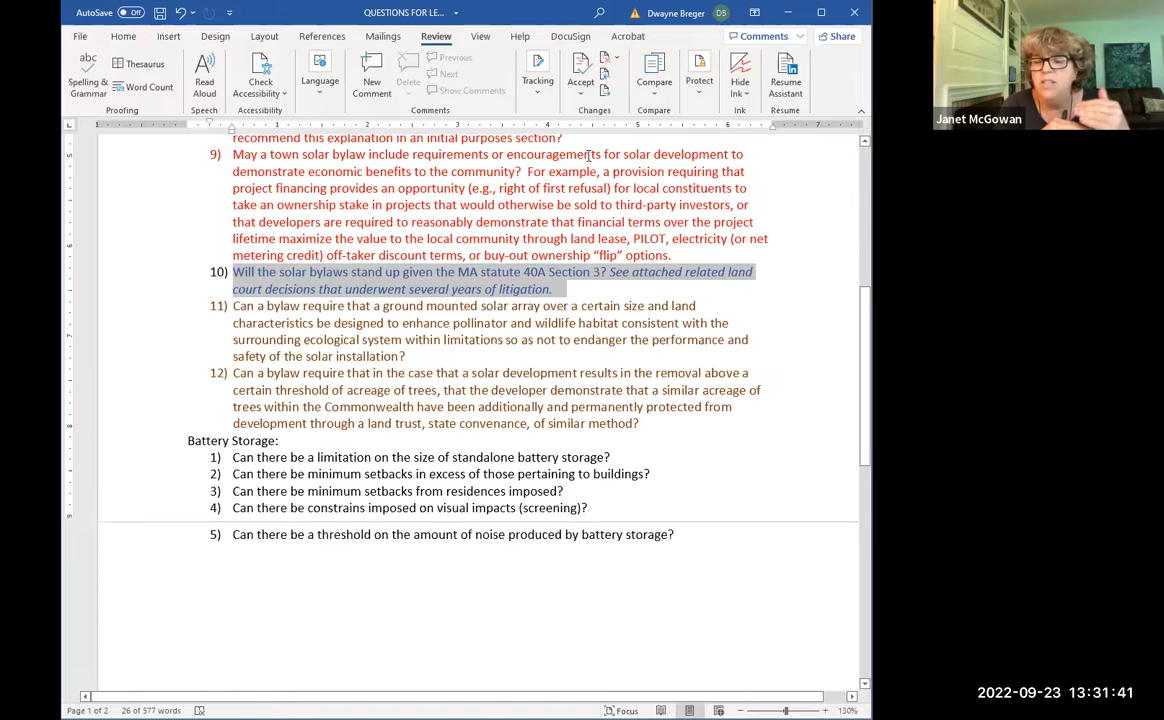 AutoSave Off
QUESTIONS FOR LE...
Dwayne Breger
DB
File Home Insert Draw Design Layout References Mailings Review View Help DocuSign Acrobat
Comments
Share
abc
Spelling &
Grammar
Thesaurus
Word Count
Proofing
Read
Aloud
Speech
Check
Accessibility
Accessibility
Language
New
Comment
Delete
Previous
Next
Show Comments
Comments
Tracking
Accept
Changes
Compare
Compare
Protect
Hide
Ink
Ink
Resume
Assistant
Resume
recommend this explanation in an initial purposes section?
9) May a town solar bylaw include requirements or encouragements for solar development to
demonstrate economic benefits to the community? For example, a provision requiring that
project financing provides an opportunity (e.g., right of first refusal) for local constituents to
take an ownership stake in projects that would otherwise be sold to third-party investors, or
that developers are required to reasonably demonstrate that financial terms over the project
lifetime maximize the value to the local community through land lease, PILOT, electricity (or net
metering credit) off-taker discount terms, or buy-out ownership “flip” options.
10) Will the solar bylaws stand up given the MA statute 40A Section 3? See attached related land
court decisions that underwent several years of litigation.
11) Can a bylaw require that a ground mounted solar array over a certain size and land
characteristics be designed to enhance pollinator and wildlife habitat consistent with the
surrounding ecological system within limitations so as not to endanger the performance and
safety of the solar installation?
12) Can a bylaw require that in the case that a solar development results in the removal above a
certain threshold of acreage of trees, that the developer demonstrate that a similar acreage of
trees within the Commonwealth have been additionally and permanently protected from
development through a land trust, state convenance, of similar method?
Battery Storage:
1) Can there be a limitation on the size of standalone battery storage?
2) Can there be minimum setbacks in excess of those pertaining to buildings?
3) Can there be minimum setbacks from residences imposed?
4) Can there be constrains imposed on visual impacts (screening)?
5) Can there be a threshold on the amount of noise produced by battery storage?
Page 1 of 2 26 of 577 words
Focus
130%
Janet McGowan
2022-09-23 13:31:41